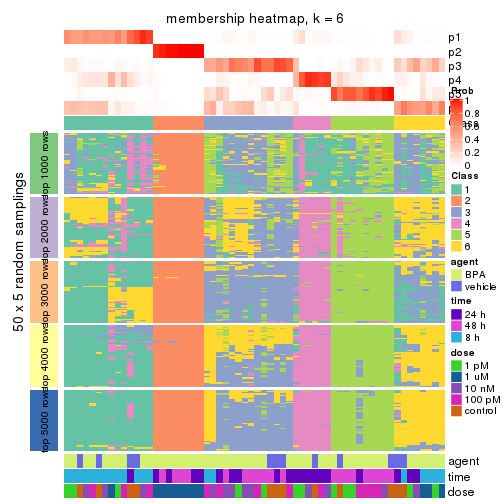 membership heatmap, k = 6
p1
p2
p3
p4
p5
Prob
1
0.8
0.6
0.4
0.2
0
Class
1
2
3
4
5
6
agent
BPA
vehicle
time
24 h
48 h
8 h
dose
1 pM
1 uM
10 nM
100 pM
control
50 x 5 random samplings
top 1000 rows
top 2000 rows
top 3000 rows
top 4000 rows
top 5000 rows
agent
time
dose